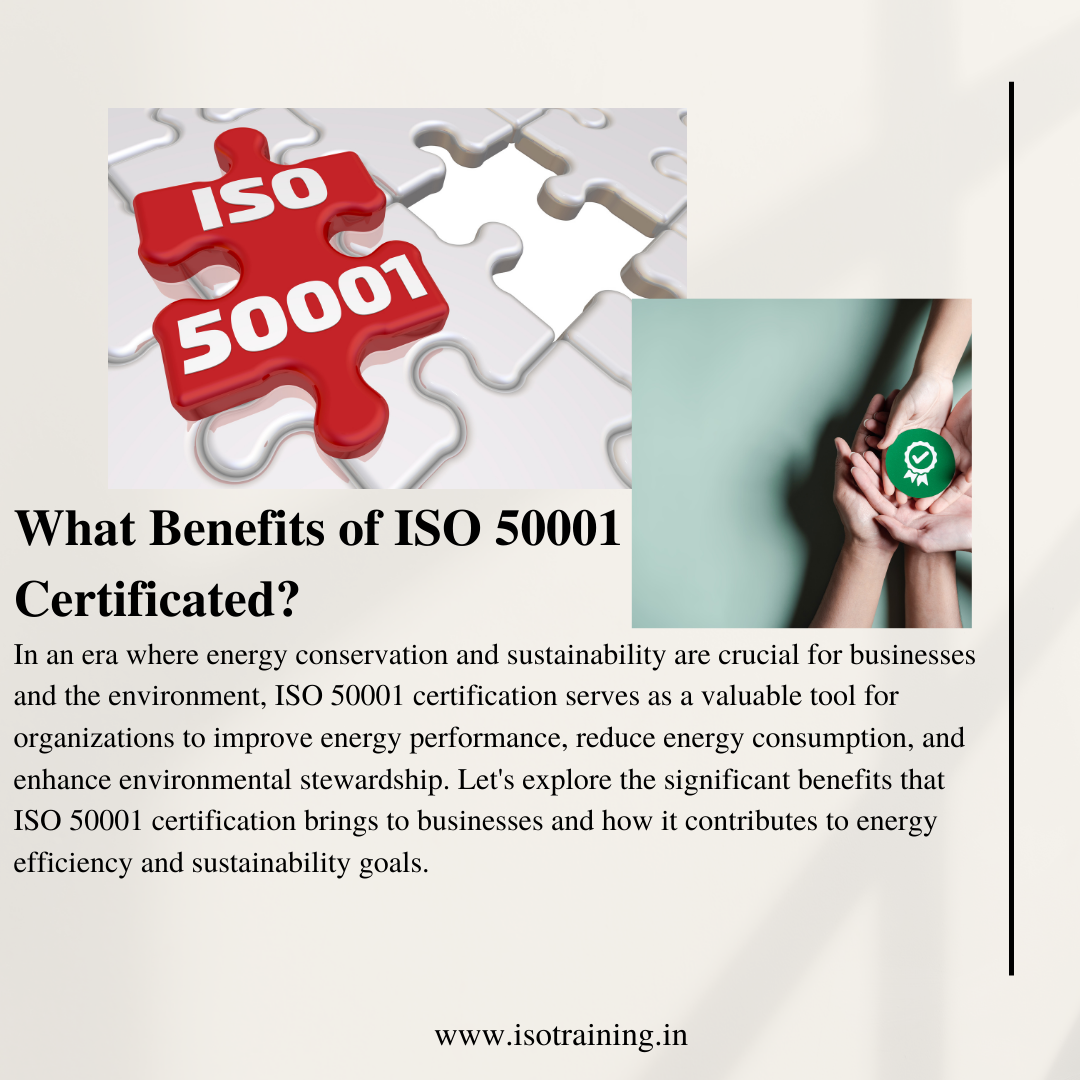 ISO
50001
What Benefits of ISO 50001
Certificated?
In an era where energy conservation and sustainability are crucial for businesses
and the environment, ISO 50001 certification serves as a valuable tool for
organizations to improve energy performance, reduce energy consumption, and
enhance environmental stewardship. Let's explore the significant benefits that
ISO 50001 certification brings to businesses and how it contributes to energy
efficiency and sustainability goals.
www.isotraining.in